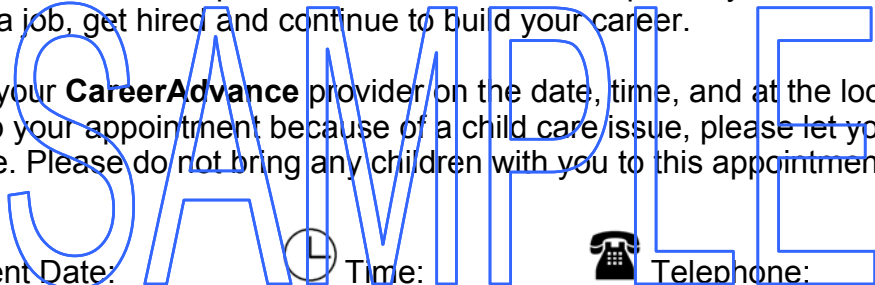 a job, get hired and continue to build your career.
your CareerAdvance provider on the date, time, and at the loc
your appointment because of a child care issue, please let yo
e. Please do not bring any children with you to this appointmen
ent Date: Time: Telephone:
SAMPLE